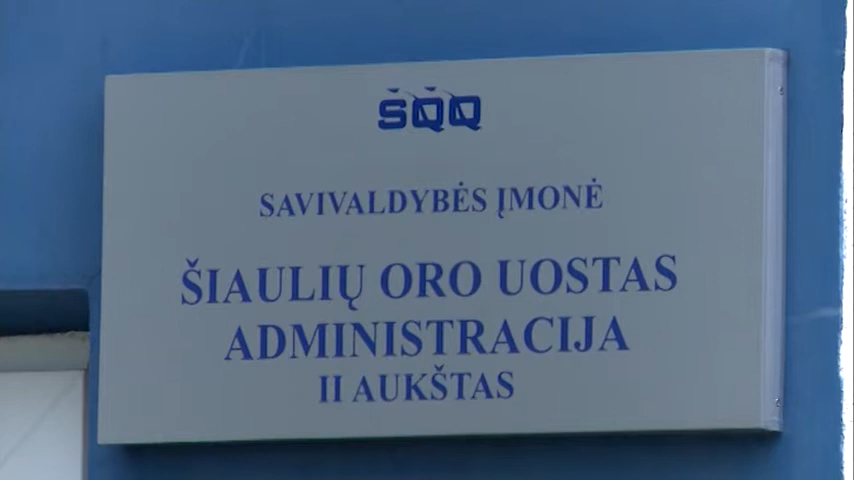 ŠQQ
SAVIVALDYBĖS ĮMONĖ
ŠIAULIŲ ORO UOSTAS
ADMINISTRACIJA
II AUKŠTAS